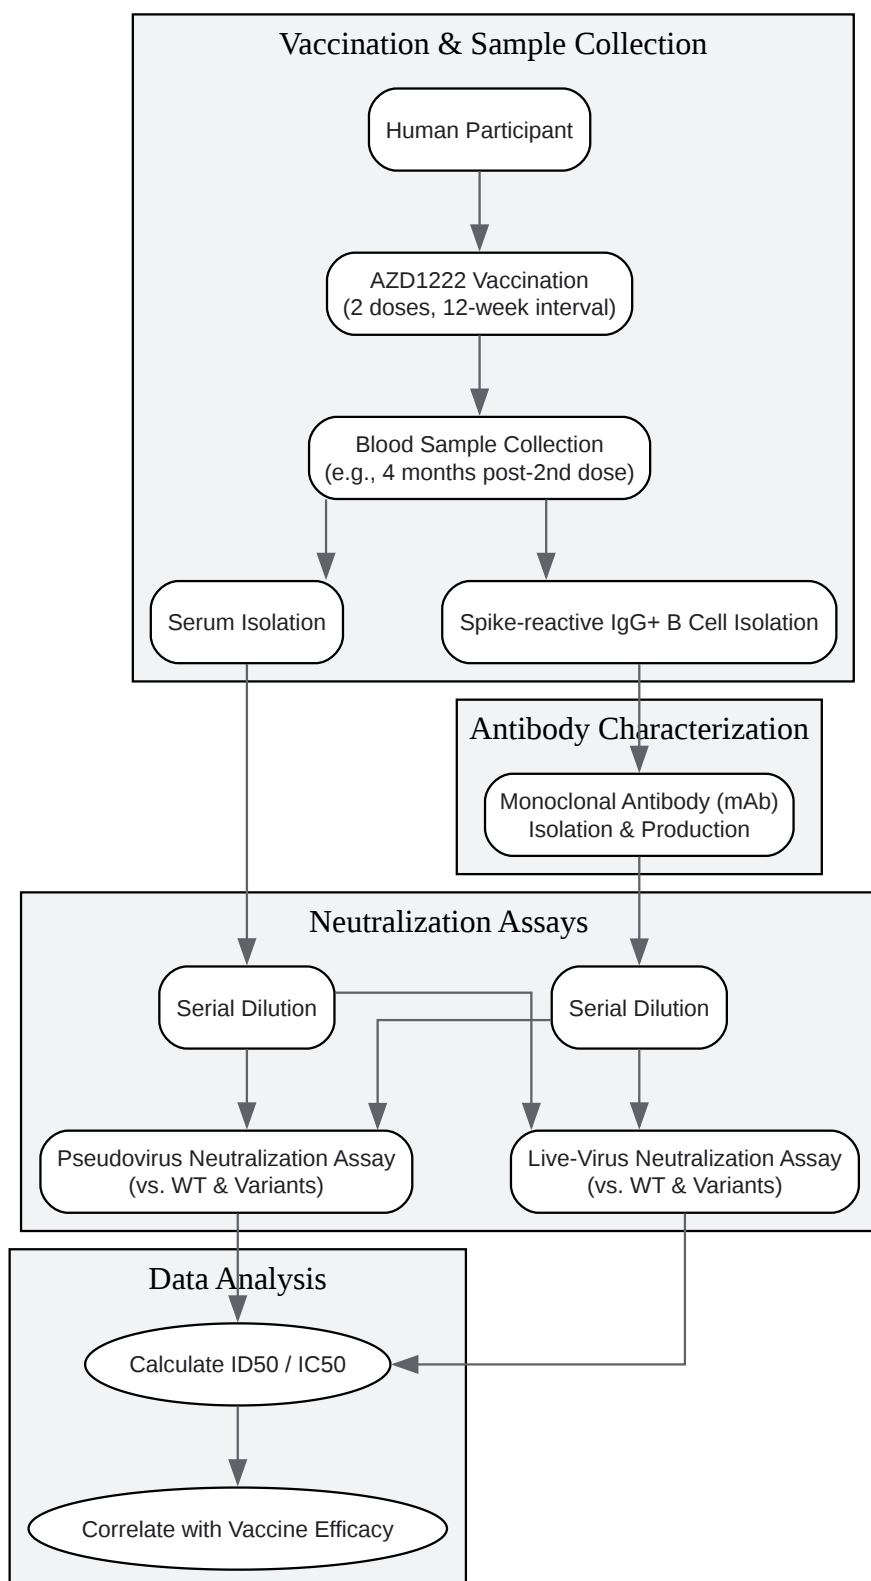 Vaccination & Sample Collection
Human Participant
AZD1222 Vaccination
(2 doses, 12-week interval)
Blood Sample Collection
(e.g., 4 months post-2nd dose)
Serum Isolation
Spike-reactive IgG+ B Cell Isolation
Antibody Characterization
Monoclonal Antibody (mAb)
Isolation & Production
Neutralization Assays
Serial Dilution
Serial Dilution
Pseudovirus Neutralization Assay
(vs. WT & Variants)
Live-Virus Neutralization Assay
(vs. WT & Variants)
Data Analysis
Calculate ID50 / IC50
Correlate with Vaccine Efficacy